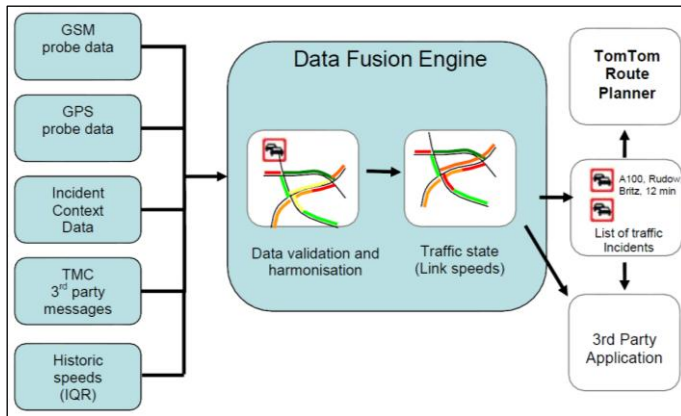 GSM
probe data
GPS
probe data
Incident
Context
Data
TMC
3rd party
messages
Historic
speeds
(IQR)
Data Fusion Engine
Data validation and
harmonisation
Traffic state
(Link speeds)
TomTom
Route
Planner
A100, Rudow
Britz, 12 min
List of traffic
Incidents
3rd Party
Application